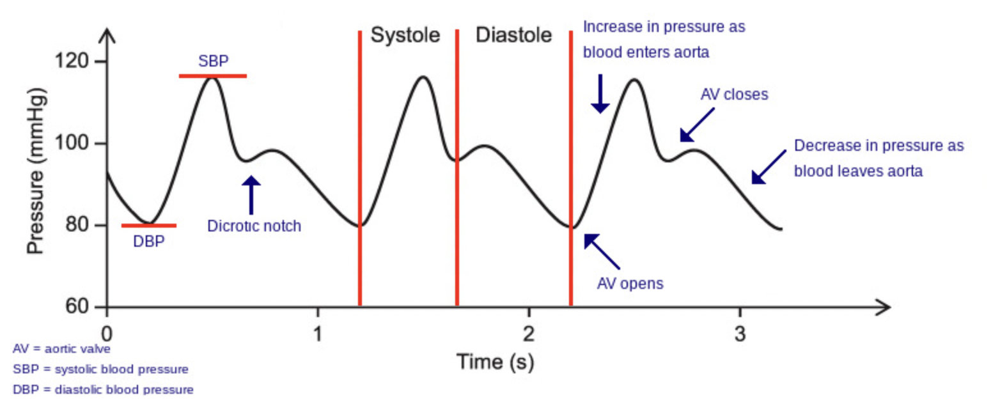 Systole
Diastole
Increase in pressure as
blood enters aorta
120
SBP
AV closes
100
Decrease in pressure as
blood leaves aorta
Pressure (mmHg)
Dicrotic notch
80
DBP
AV opens
60
0
1
2
3
Time (s)
AV = aortic valve
SBP = systolic blood pressure
DBP = diastolic blood pressure